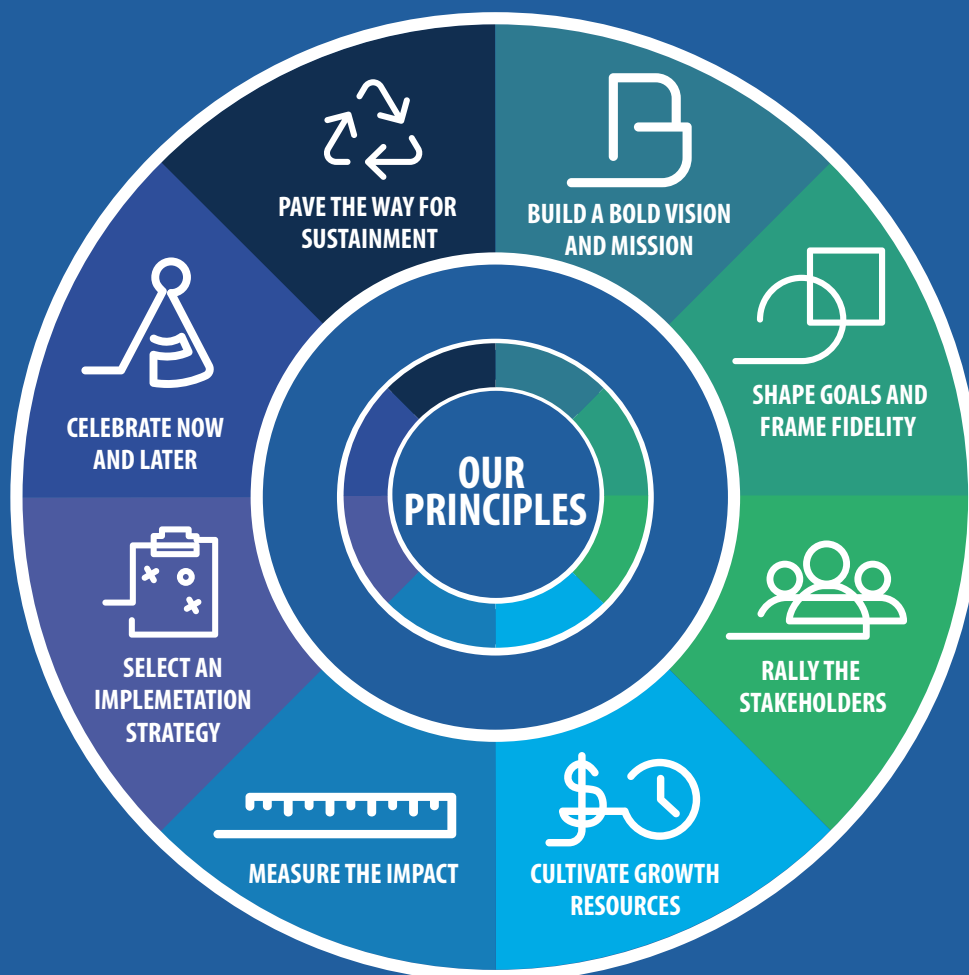 OUR
PRINCIPLES
BUILD A BOLD VISION
AND MISSION
SHAPE GOALS AND
FRAME FIDELITY
RALLY THE
STAKEHOLDERS
CULTIVATE GROWTH
RESOURCES
MEASURE THE IMPACT
SELECT AN
IMPLEMETATION
STRATEGY
CELEBRATE NOW
AND LATER
PAVE THE WAY FOR
SUSTAINMENT